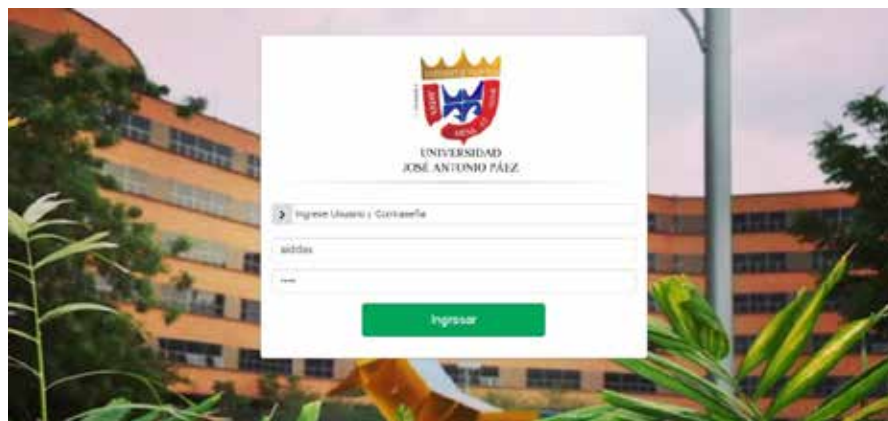 UNIVERSIDAD
JOSÉ ANTONIO PÁEZ
Ingrese Usuario y Contraseña
Ingresar